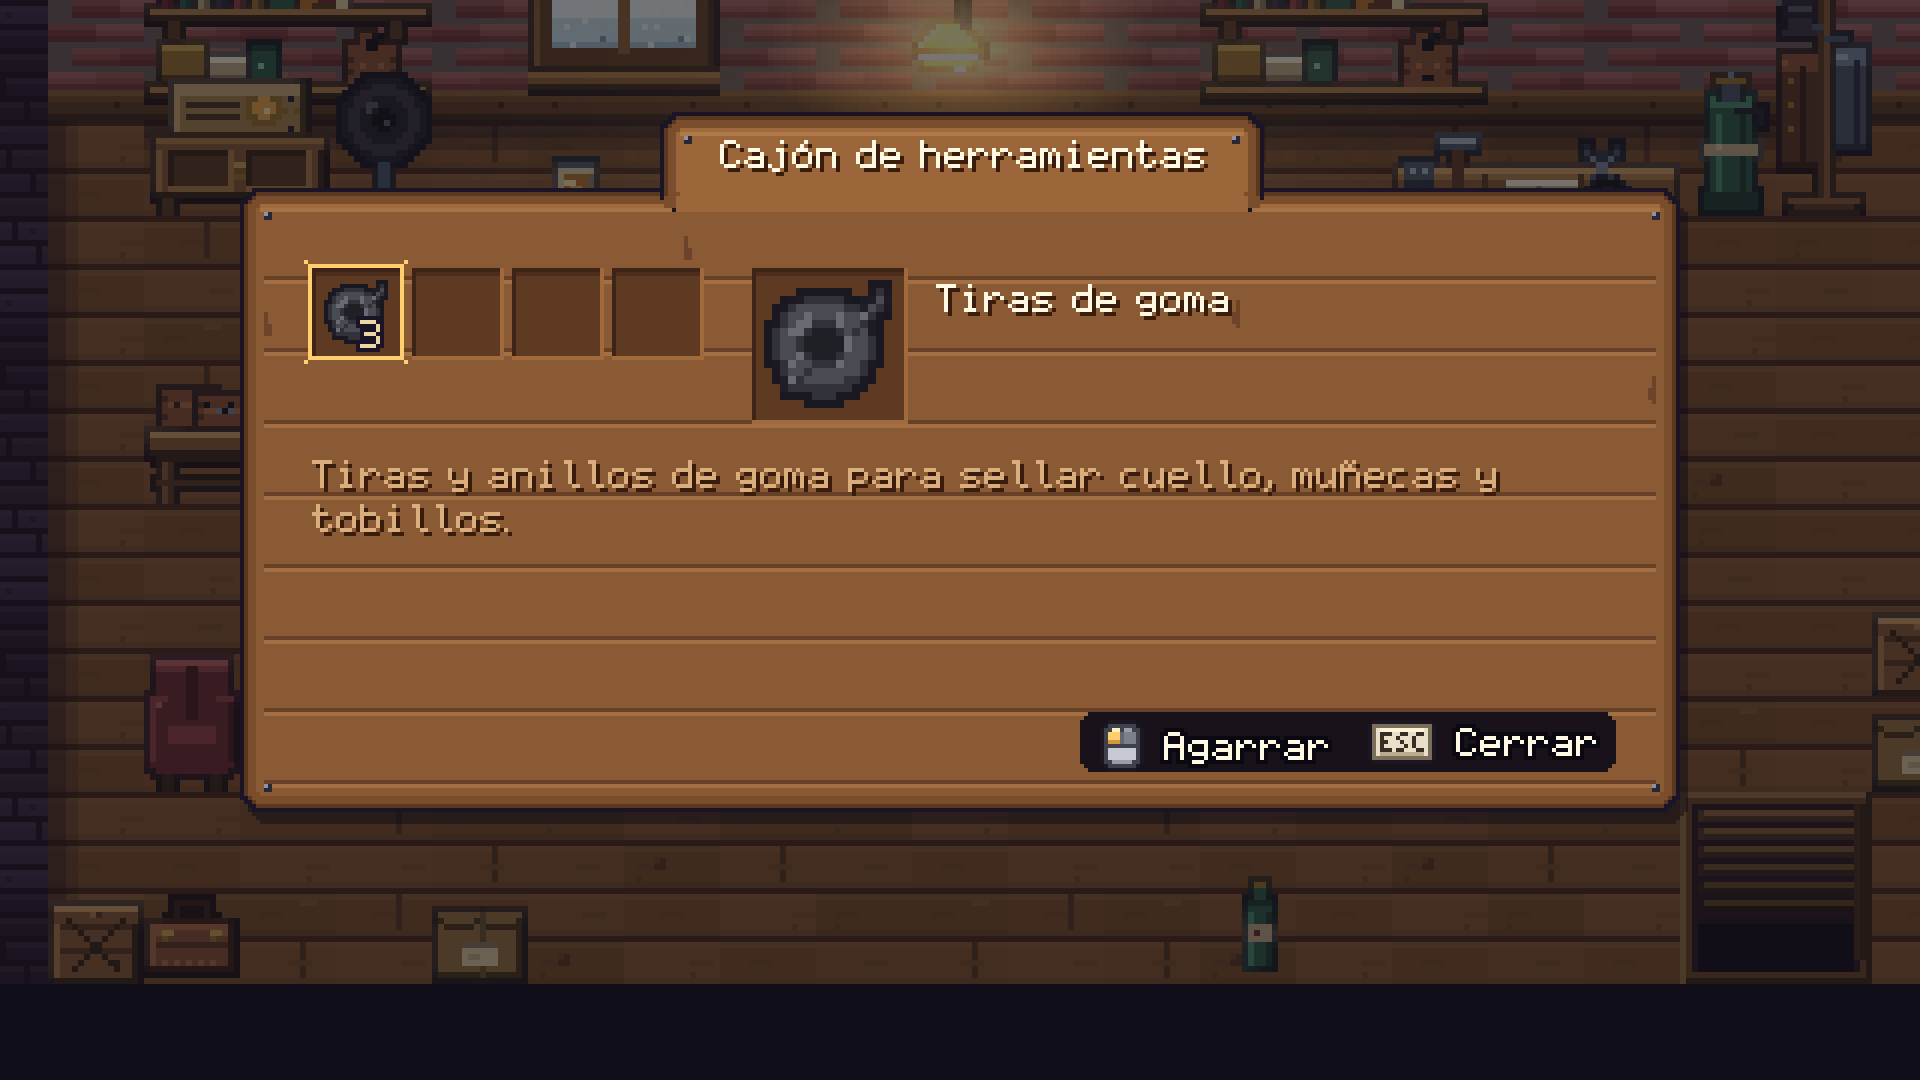 Cajón de herramientas
3
Tiras de goma
Tiras y anillos de goma para sellar cuello, muñecas y
tobillos.
Agarrar ESC Cerrar